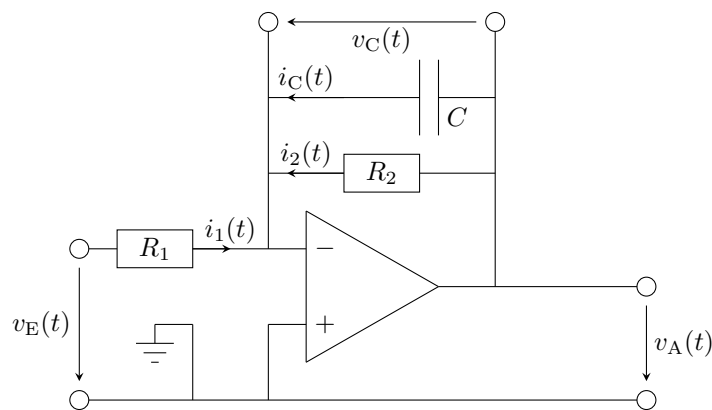 v_C(t)
i_C(t)
C
i_2(t)
R_2
i_1(t)
R_1
−
v_E(t)
+
v_A(t)